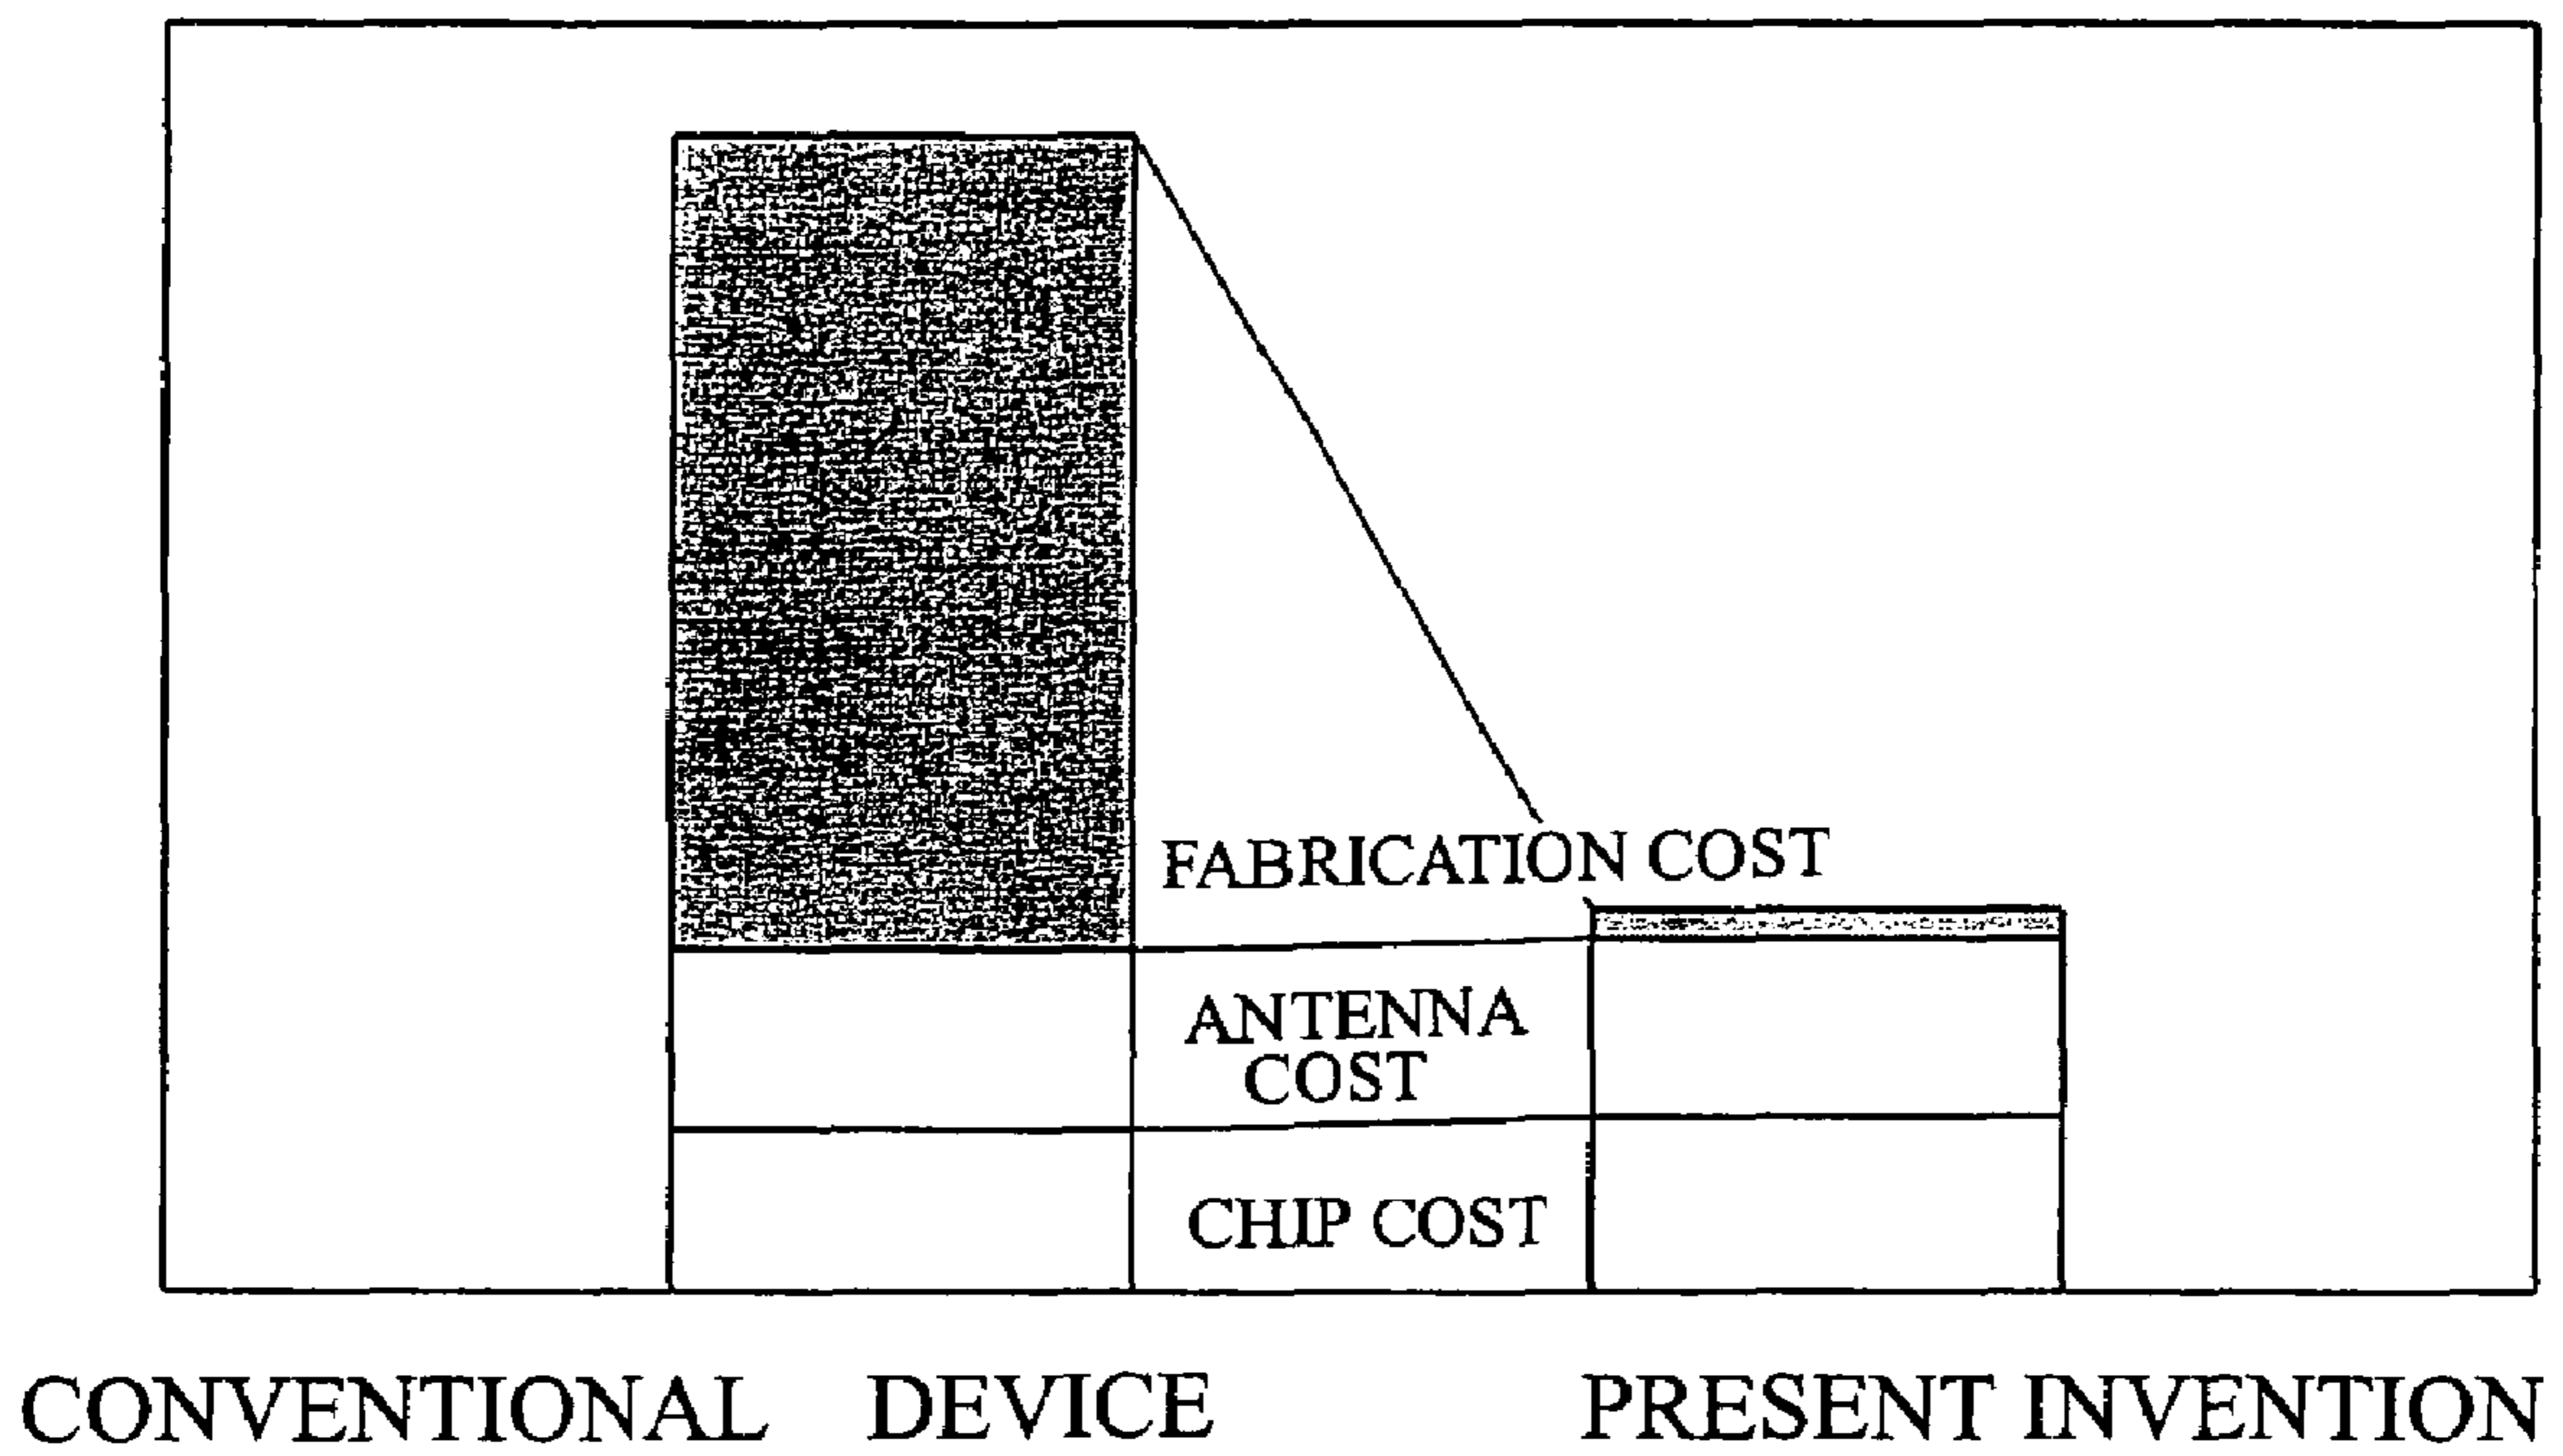 FABRICATION COST
ANTENNA
COST
CHIP COST
CONVENTIONAL DEVICE
PRESENT INVENTION